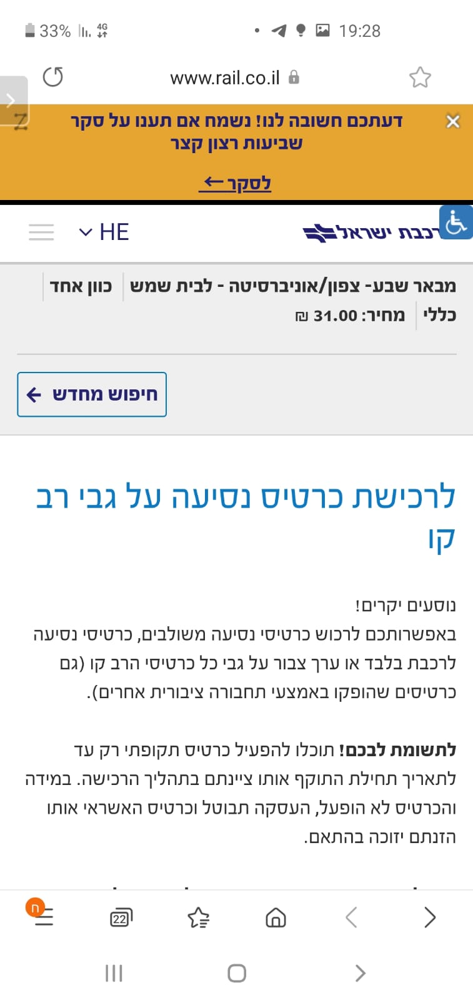 33% 4G 19:28
www.rail.co.il
Z
דעתכם חשובה לנו! נשמח אם תענו על סקר
שביעות רצון קצר
לסקר ←
HE רכבת ישראל
מבאר שבע- צפון/אוניברסיטה - לבית שמש | כוון אחד
כללי | מחיר: 31.00 ₪
חיפוש מחדש ←
לרכישת כרטיס נסיעה על גבי רב
קו
נוסעים יקרים!
באפשרותכם לרכוש כרטיסי נסיעה משולבים, כרטיסי נסיעה
לרכבת בלבד או ערך צבור על גבי כל כרטיסי הרב קו (גם
כרטיסים שהופקו באמצעי תחבורה ציבורית אחרים).
לתשומת לבכם! תוכלו להפעיל כרטיס תקופתי רק עד
לתאריך תחילת התוקף אותו ציינתם בתהליך הרכישה. במידה
והכרטיס לא הופעל, העסקה תבוטל וכרטיס האשראי אותו
הזנתם יזוכה בהתאם.
ח 22